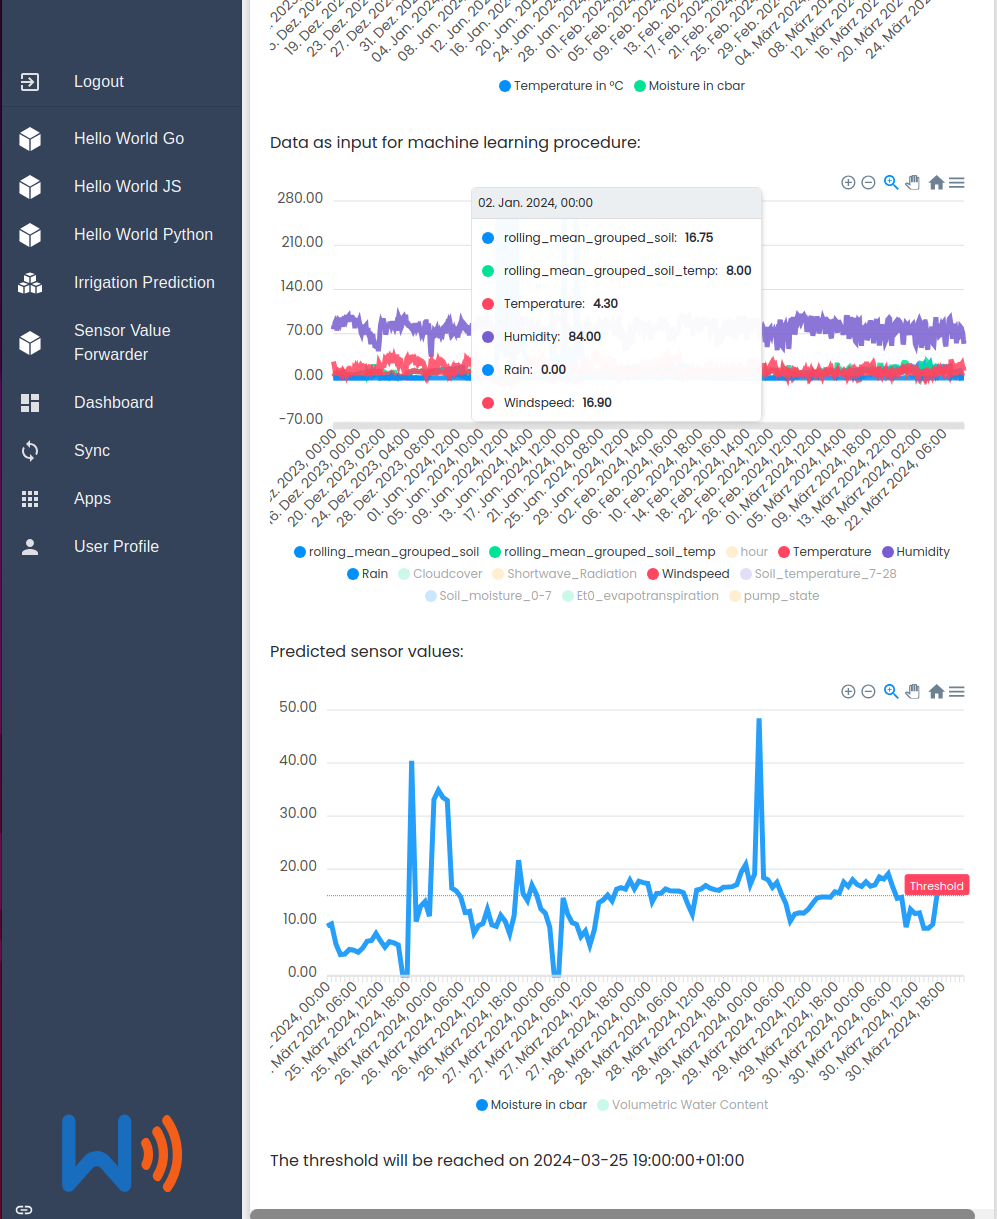 Logout
Hello World Go
Hello World JS
Hello World Python
Irrigation Prediction
Sensor Value
Forwarder
Dashboard
Sync
Apps
User Profile
19. Dez. 2023
23. Dez. 2023
27. Dez. 2023
31. Dez. 2023
04. Jan. 2024
08. Jan. 2024
12. Jan. 2024
16. Jan. 2024
20. Jan. 2024
24. Jan. 2024
28. Jan. 2024
01. Feb. 2024
05. Feb. 2024
09. Feb. 2024
13. Feb. 2024
17. Feb. 2024
21. Feb. 2024
25. Feb. 2024
29. Feb. 2024
04. März 2024
08. März 2024
12. März 2024
16. März 2024
20. März 2024
24. März 2024
Temperature in °C Moisture in cbar
Data as input for machine learning procedure:
280.00
210.00
140.00
70.00
0.00
-70.00
02. Jan. 2024, 00:00
rolling_mean_grouped_soil: 16.75
rolling_mean_grouped_soil_temp: 8.00
Temperature: 4.30
Humidity: 84.00
Rain: 0.00
Windspeed: 16.90
. 2023, 00:00
16. Dez. 2023, 00:00
20. Dez. 2023, 02:00
24. Dez. 2023, 04:00
28. Dez. 2023, 08:00
01. Jan. 2024, 12:00
05. Jan. 2024, 10:00
09. Jan. 2024, 12:00
13. Jan. 2024, 14:00
17. Jan. 2024, 12:00
21. Jan. 2024, 10:00
25. Jan. 2024, 08:00
29. Jan. 2024, 10:00
02. Feb. 2024, 12:00
06. Feb. 2024, 14:00
10. Feb. 2024, 16:00
14. Feb. 2024, 18:00
18. Feb. 2024, 16:00
22. Feb. 2024, 14:00
26. Feb. 2024, 12:00
01. März 2024, 12:00
05. März 2024, 12:00
09. März 2024, 14:00
13. März 2024, 18:00
18. März 2024, 22:00
22. März 2024, 02:00
06:00
rolling_mean_grouped_soil rolling_mean_grouped_soil_temp hour Temperature Humidity
Rain Cloudcover Shortwave_Radiation Windspeed Soil_temperature_7-28
Soil_moisture_0-7 Et0_evapotranspiration pump_state
Predicted sensor values:
50.00
40.00
30.00
20.00
10.00
0.00
Threshold
2024, 00:00
. März 2024, 06:00
25. März 2024, 12:00
25. März 2024, 18:00
26. März 2024, 00:00
26. März 2024, 06:00
26. März 2024, 12:00
26. März 2024, 18:00
27. März 2024, 00:00
27. März 2024, 06:00
27. März 2024, 12:00
27. März 2024, 18:00
28. März 2024, 00:00
28. März 2024, 06:00
28. März 2024, 12:00
28. März 2024, 18:00
29. März 2024, 00:00
29. März 2024, 06:00
29. März 2024, 12:00
29. März 2024, 18:00
30. März 2024, 00:00
30. März 2024, 06:00
30. März 2024, 12:00
30. März 2024, 18:00
Moisture in cbar Volumetric Water Content
The threshold will be reached on 2024-03-25 19:00:00+01:00